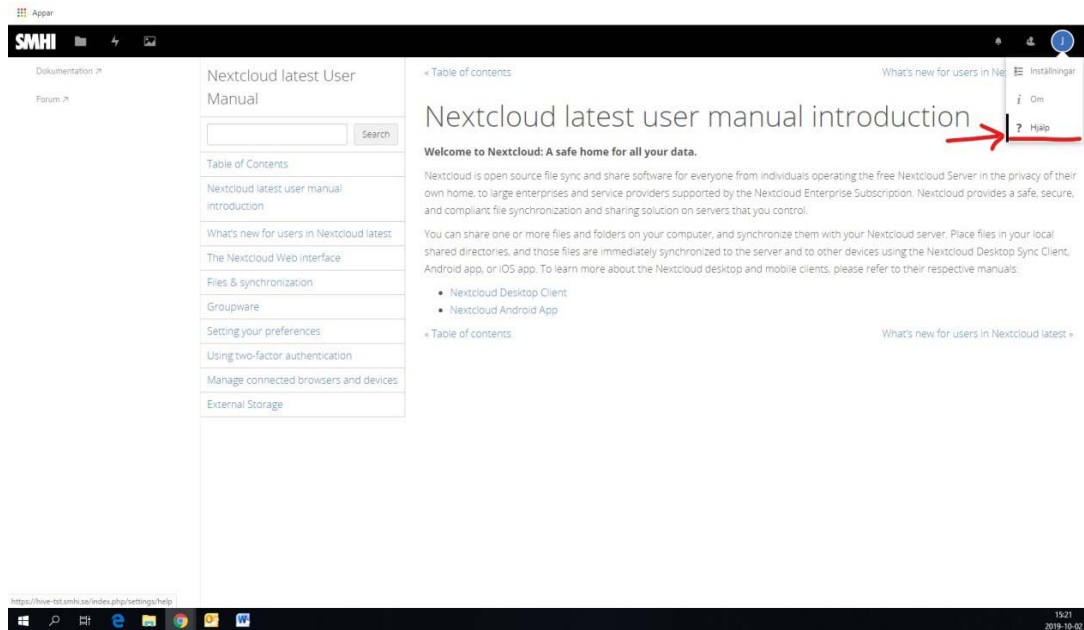 Appar
SMHI
J
Dokumentation
Forum
Nextcloud latest User
Manual
Search
Table of Contents
Nextcloud latest user manual
introduction
What's new for users in Nextcloud latest
The Nextcloud Web interface
Files & synchronization
Groupware
Setting your preferences
Using two-factor authentication
Manage connected browsers and devices
External Storage
« Table of contents
What's new for users in Ne
Inställningar
i Om
? Hjälp
Nextcloud latest user manual introduction
Welcome to Nextcloud: A safe home for all your data.
Nextcloud is open source file sync and share software for everyone from individuals operating the free Nextcloud Server in the privacy of their
own home, to large enterprises and service providers supported by the Nextcloud Enterprise Subscription. Nextcloud provides a safe, secure,
and compliant file synchronization and sharing solution on servers that you control.
You can share one or more files and folders on your computer, and synchronize them with your Nextcloud server. Place files in your local
shared directories, and those files are immediately synchronized to the server and to other devices using the Nextcloud Desktop Sync Client,
Android app, or iOS app. To learn more about the Nextcloud desktop and mobile clients, please refer to their respective manuals:
• Nextcloud Desktop Client
• Nextcloud Android App
« Table of contents
What's new for users in Nextcloud latest »
https://hive-tst.smhi.se/index.php/settings/help
15:21
2019-10-02